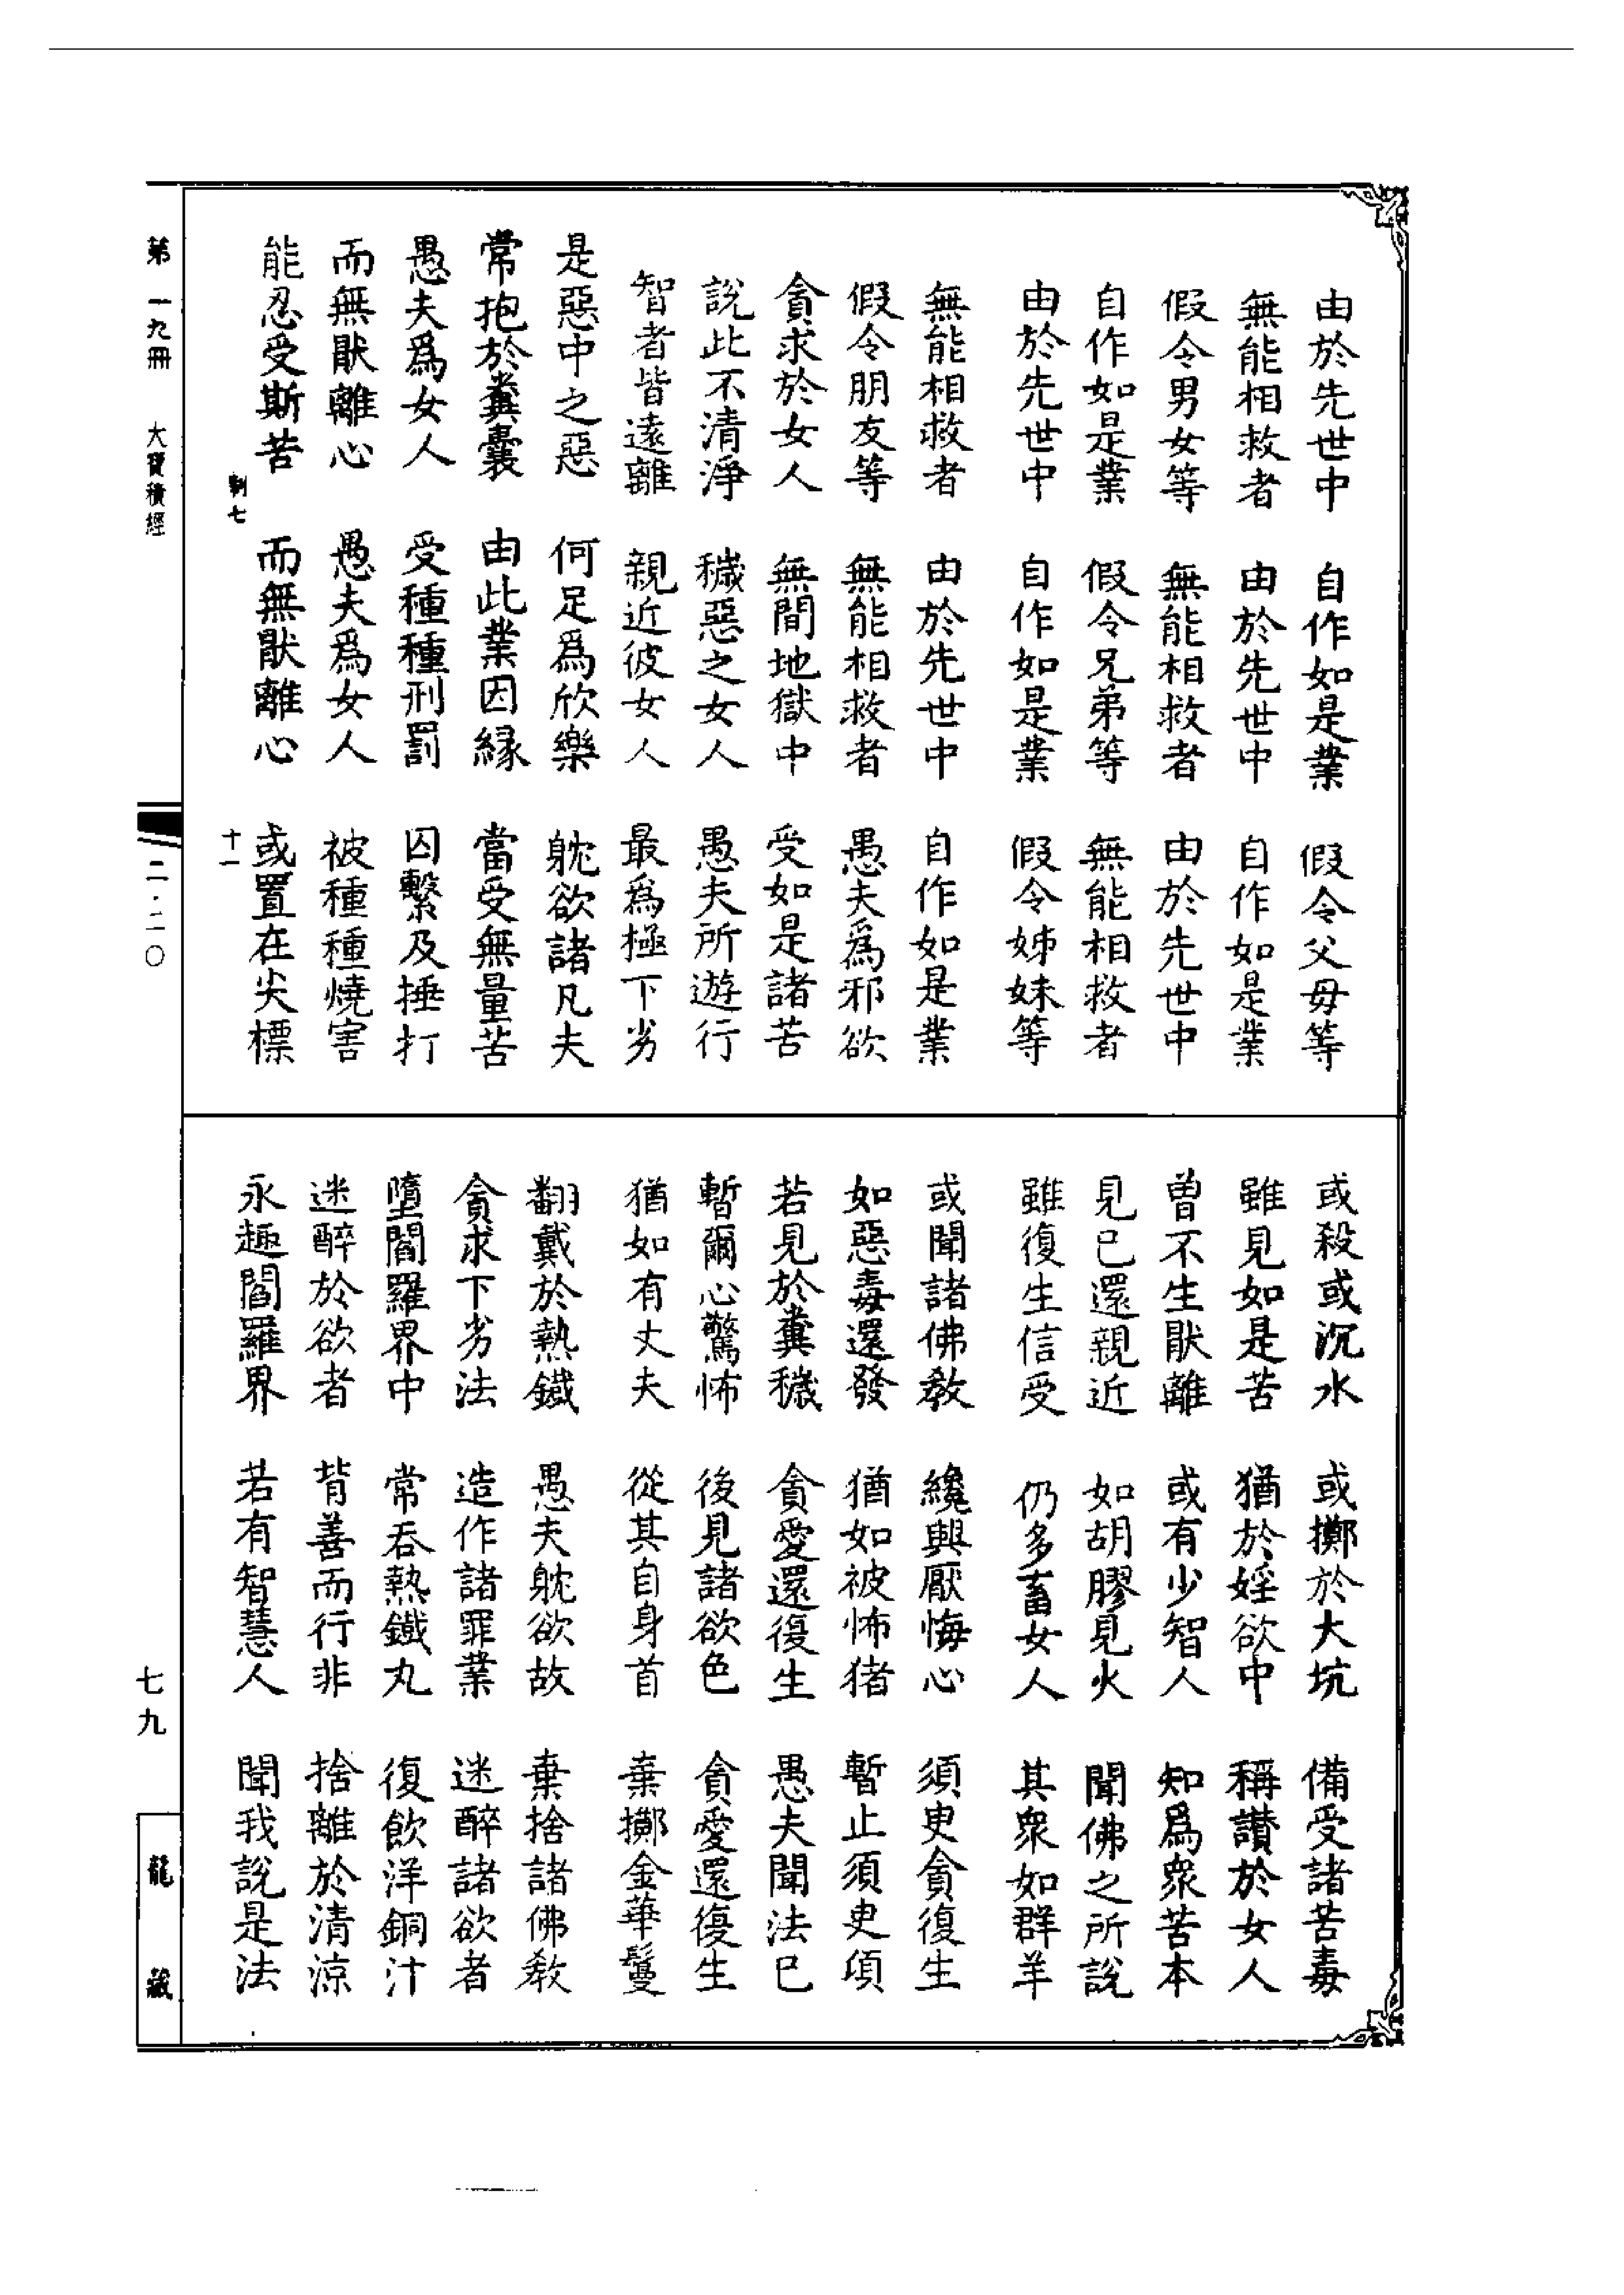 由於先世中　自作如是業　假令父毋等
無能相救者　由於先世中　自作如是業
假令男女等　無能相救者　由於先世中
自作如是業　假令兄弟等　無能相救者
由於先世中　自作如是業　假令姊妹等
無能相救者　由於先世中　自作如是業
假令朋友等　無能相救者　愚夫爲邪欲
貪求於女人　無間地獄中　受如是諸苦
說此不清淨　穢惡之女人　愚夫所遊行
智者皆遠離　親近彼女人　最爲極下劣
是惡中之惡　何足爲欣樂　躭欲諸凡夫
常抱於糞囊　由此業因縁　當受無量苦
愚夫爲女人　受種種刑罰　囚繫及捶打
而無猒離心　愚夫爲女人　被種種燒害
能忍受斯苦　而無猒離心　或置在尖標
或殺或沉水　或擲於大坑　備受諸苦毒
雖見如是苦　猶於婬欲中　稱讃於女人
曽不生猒離　或有少智人　知爲衆苦本
見已還親近　如胡膠見火　聞佛之所說
雖復生信受　仍多畜女人　其衆如群羊
或聞諸佛教　纔興厭悔心　須臾貪復生
如惡毒還發　猶如被怖猪　暫止須臾頃
若見於糞穢　貪愛還復生　愚夫聞法已
暫爾心驚怖　後見諸欲色　貪愛還復生
猶如有丈夫　從其自身首　棄擲金華鬘
翻戴於熱鐵　愚夫躭欲故　棄捨諸佛教
貪求下劣法　造作諸罪業　迷醉諸欲者
墮閻羅界中　常吞熱鐵丸　復飲洋銅汁
迷醉於欲者　背善而行非　捨離於清涼
永趣閻羅界　若有智慧人　聞我說是法
制七　十一
第一九冊　大寶積經　二·二〇　七九　龍藏